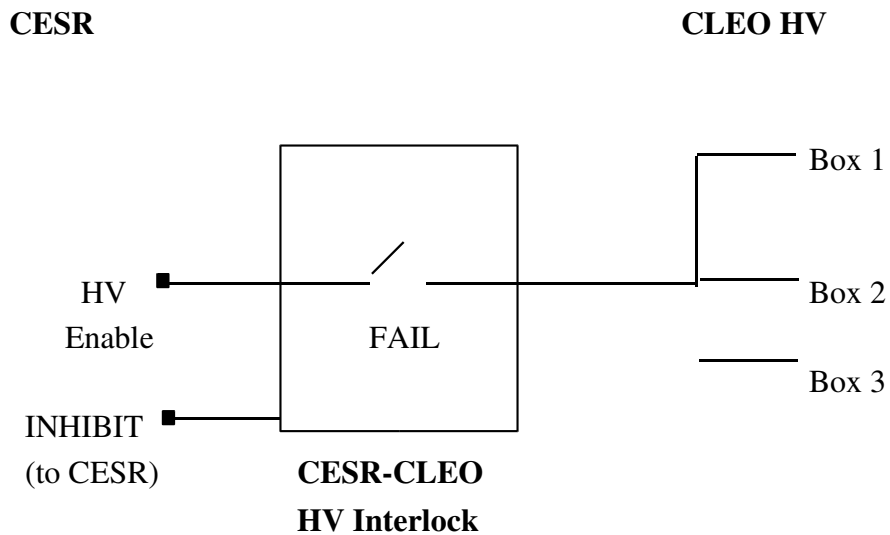 CESR
CLEO HV
Box 1
HV
Enable
FAIL
Box 2
Box 3
INHIBIT
(to CESR)
CESR-CLEO
HV Interlock